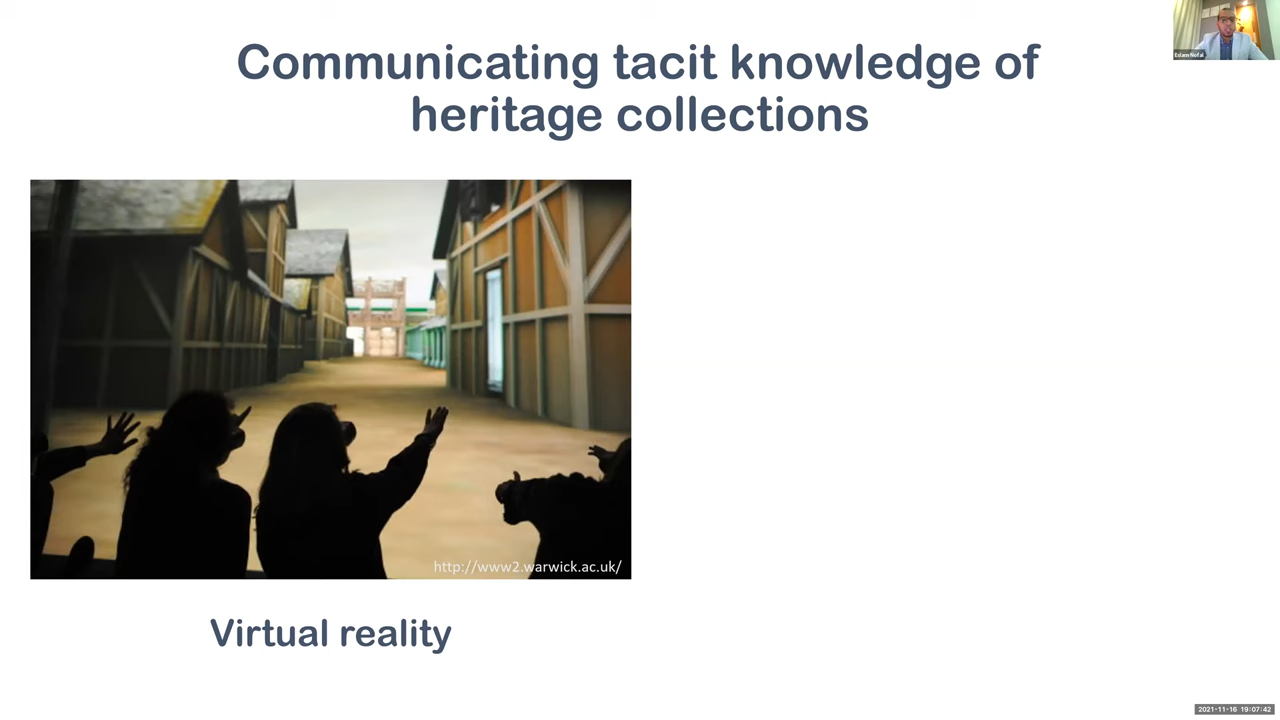 Communicating tacit knowledge of
heritage collections
Eslam Nofal
http://www2.warwick.ac.uk/
Virtual reality
2021-11-16 19:07:42